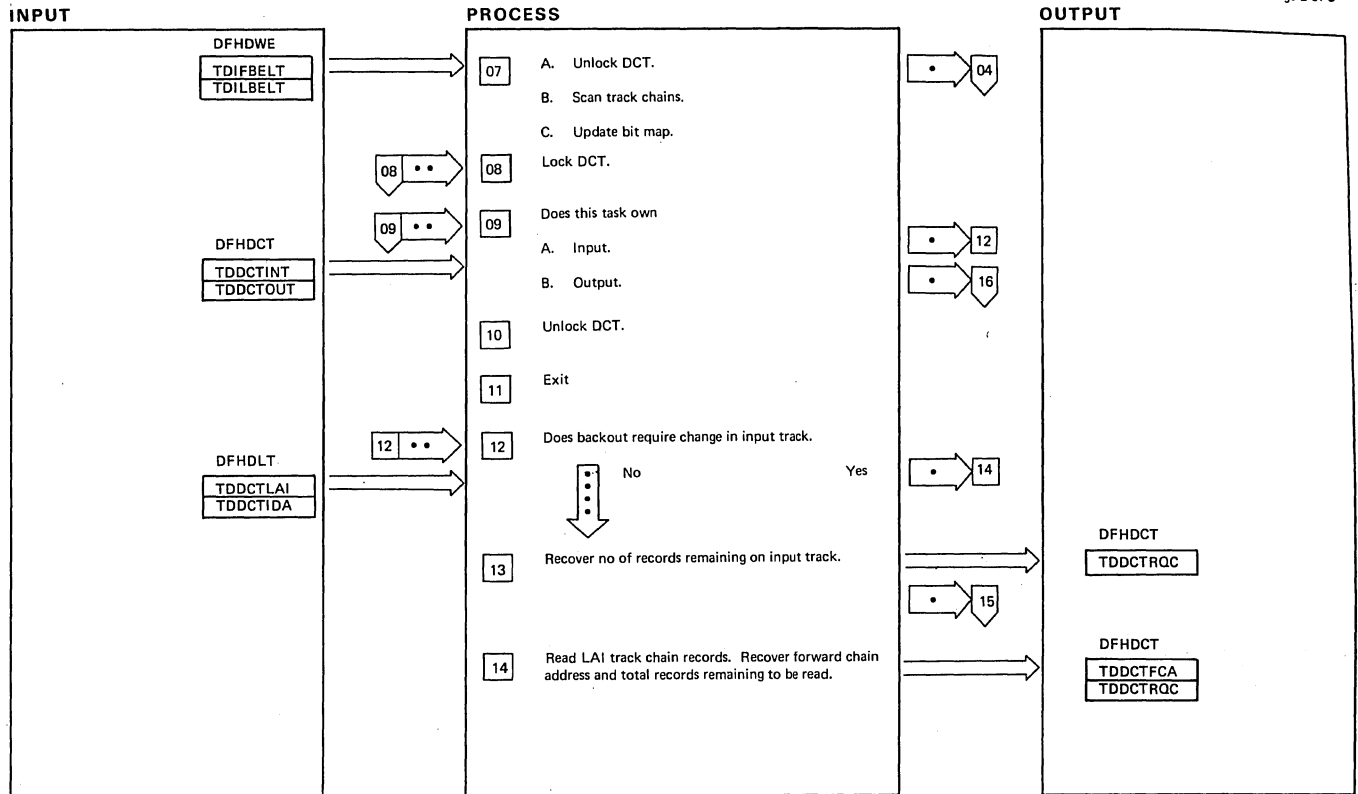 INPUT
PROCESS
OUTPUT
DFHDWE
TDIFBELT
TDILBELT
07
A. Unlock DCT.
04
B. Scan track chains.
C. Update bit map.
08
08
Lock DCT.
09
09
Does this task own
DFHDCT
TDDCTINT
TDDCTOUT
A. Input.
12
B. Output.
16
10
Unlock DCT.
11
Exit
12
12
Does backout require change in input track.
DFHDLT
TDDCTLAI
TDDCTIDA
No
Yes
14
13
Recover no of records remaining on input track.
DFHDCT
TDDCTRQC
15
14
Read LAI track chain records. Recover forward chain
address and total records remaining to be read.
DFHDCT
TDDCTFCA
TDDCTRQC